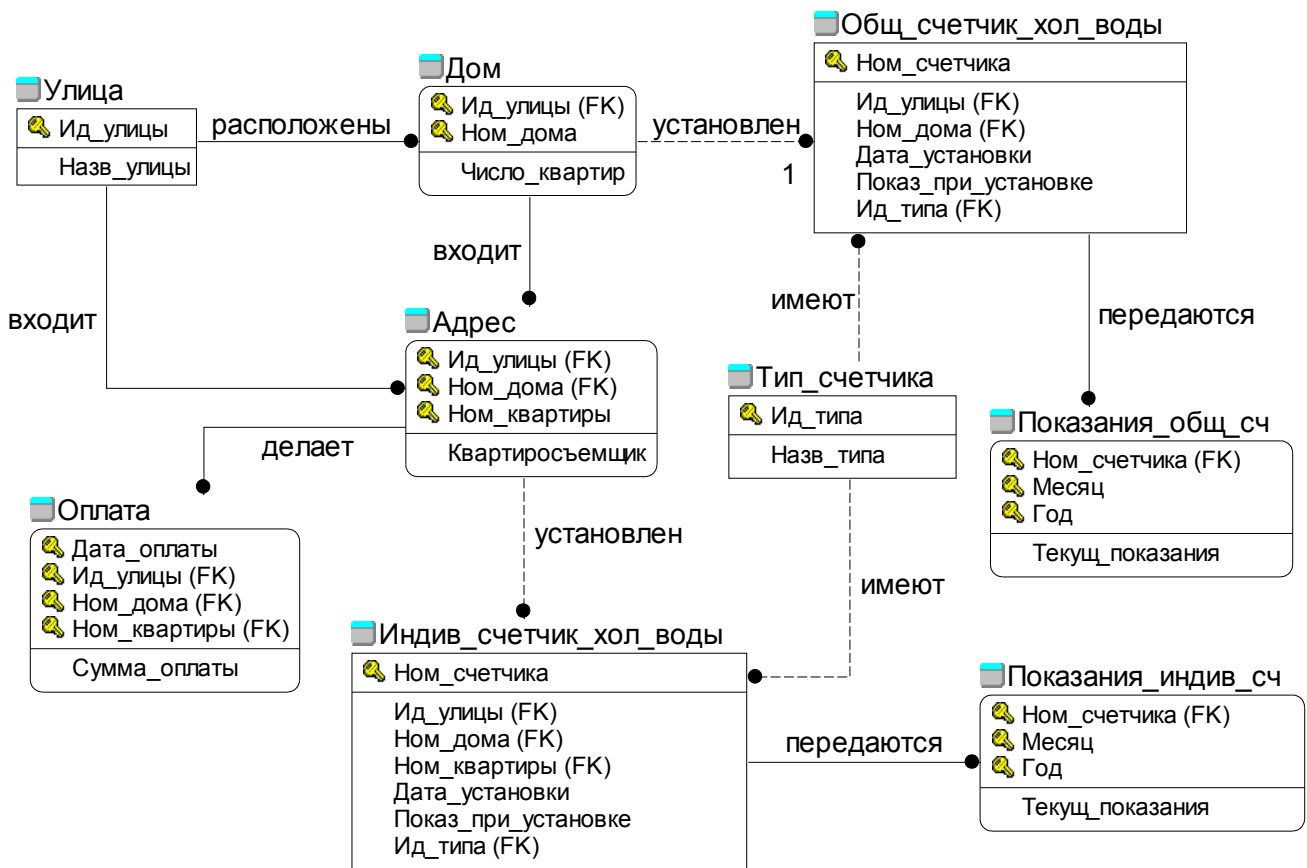 Общ_счетчик_хол_воды
Ном_счетчика
Ид_улицы (FK)
Ном_дома (FK)
Дата_установки
Показ_при_установке
Ид_типа (FK)
Дом
Ид_улицы (FK)
Ном_дома
Число_квартир
Улица
Ид_улицы
Назв_улицы
расположены
установлен
1
входит
входит
имеют
передаются
Адрес
Ид_улицы (FK)
Ном_дома (FK)
Ном_квартиры
Квартиросъемщик
Тип_счетчика
Ид_типа
Назв_типа
Показания_общ_сч
Ном_счетчика (FK)
Месяц
Год
Текущ_показания
делает
Оплата
Дата_оплаты
Ид_улицы (FK)
Ном_дома (FK)
Ном_квартиры (FK)
Сумма_оплаты
установлен
имеют
Индив_счетчик_хол_воды
Ном_счетчика
Ид_улицы (FK)
Ном_дома (FK)
Ном_квартиры (FK)
Дата_установки
Показ_при_установке
Ид_типа (FK)
передаются
Показания_индив_сч
Ном_счетчика (FK)
Месяц
Год
Текущ_показания